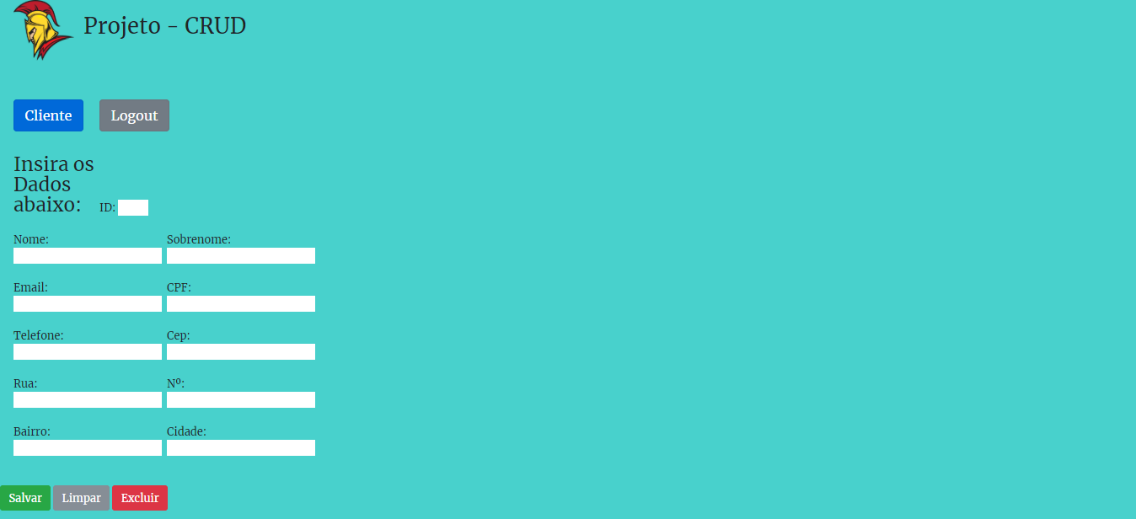 Projeto - CRUD
Cliente Logout
Insira os
Dados
abaixo: ID:
Nome: Sobrenome:
Email: CPF:
Telefone: Cep:
Rua: Nº:
Bairro: Cidade:
Salvar Limpar Excluir